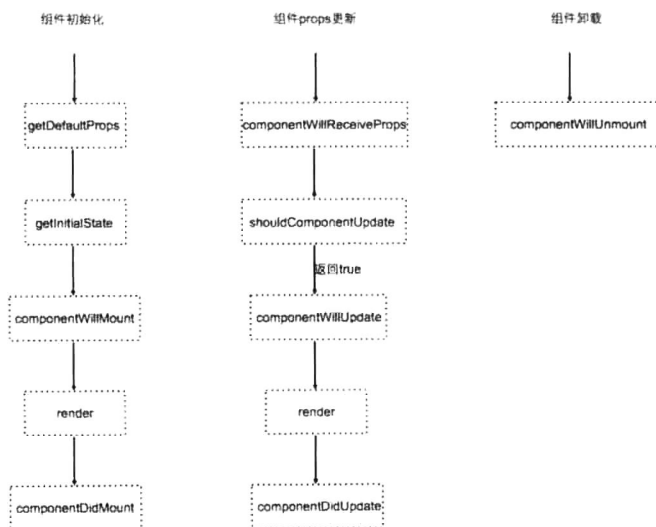 组件初始化
组件props更新
组件卸载
getDefaultProps
componentWillReceiveProps
componentWillUnmount
getInitialState
shouldComponentUpdate
返回true
componentWillMount
componentWillUpdate
render
render
componentDidMount
componentDidUpdate